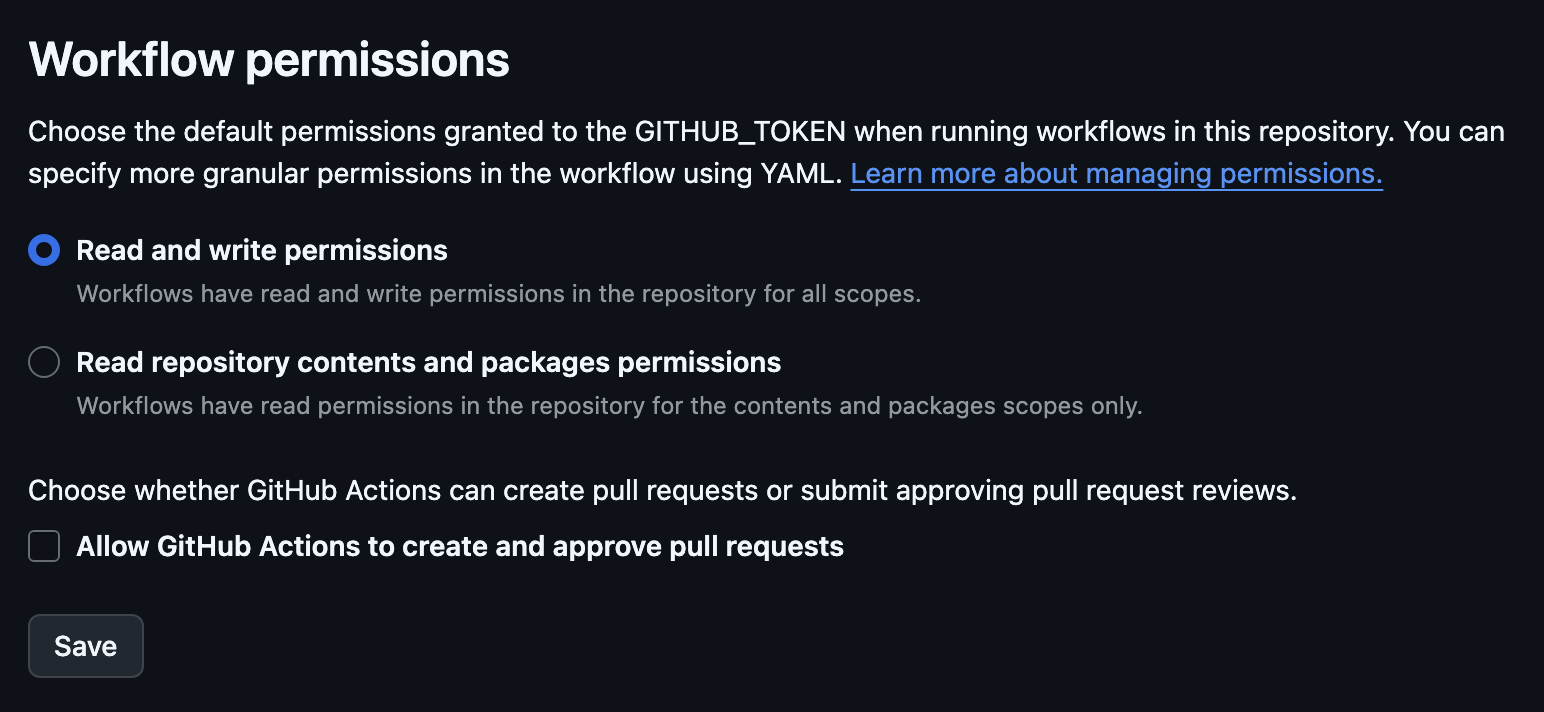 Workflow permissions
Choose the default permissions granted to the GITHUB_TOKEN when running workflows in this repository. You can
specify more granular permissions in the workflow using YAML. Learn more about managing permissions.
Read and write permissions
Workflows have read and write permissions in the repository for all scopes.
Read repository contents and packages permissions
Workflows have read permissions in the repository for the contents and packages scopes only.
Choose whether GitHub Actions can create pull requests or submit approving pull request reviews.
Allow GitHub Actions to create and approve pull requests
Save